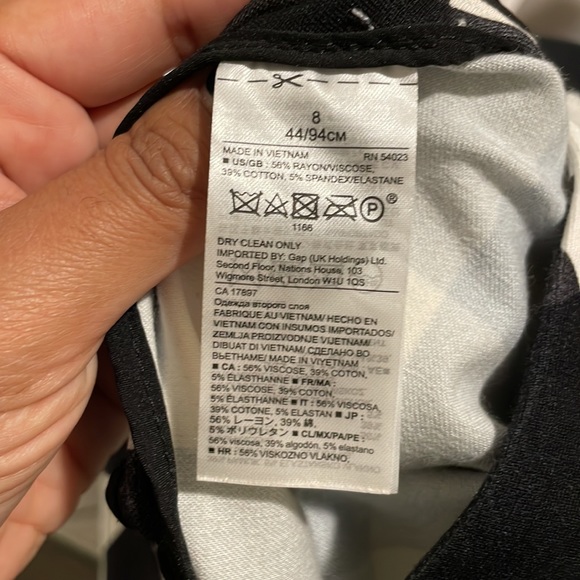 8
44/94CM
MADE IN VIETNAM RN 54023
■ US/GB : 56% RAYON/VISCOSE,
39% COTTON, 5% SPANDEX/ELASTANE
P®
1166
DRY CLEAN ONLY
IMPORTED BY: Gap (UK Holdings) Ltd.
Second Floor, Nations House, 103
Wigmore Street, London W1U 1QS
CA 17897
Одежда второго слоя
FABRIQUE AU VIETNAM/ HECHO EN
VIETNAM CON INSUMOS IMPORTADOS/
ZEMLJA PROIZVODNJE VIJETNAM/
DIBUAT DI VIETNAM/ СДЕЛАНО ВО
ВЬЕТНАМЕ/ MADE IN VIYETNAM
■ CA : 56% VISCOSE, 39% COTON,
5% ÉLASTHANNE ■ FR/MA :
56% VISCOSE, 39% COTON,
5% ÉLASTHANNE ■ IT : 56% VISCOSA,
39% COTONE, 5% ELASTAN ■ JP :
56% レーヨン, 39% 綿,
5% ポリウレタン ■ CL/MX/PA/PE :
56% viscosa, 39% algodón, 5% elastano
■ HR : 56% VISKOZNO VLAKNO,